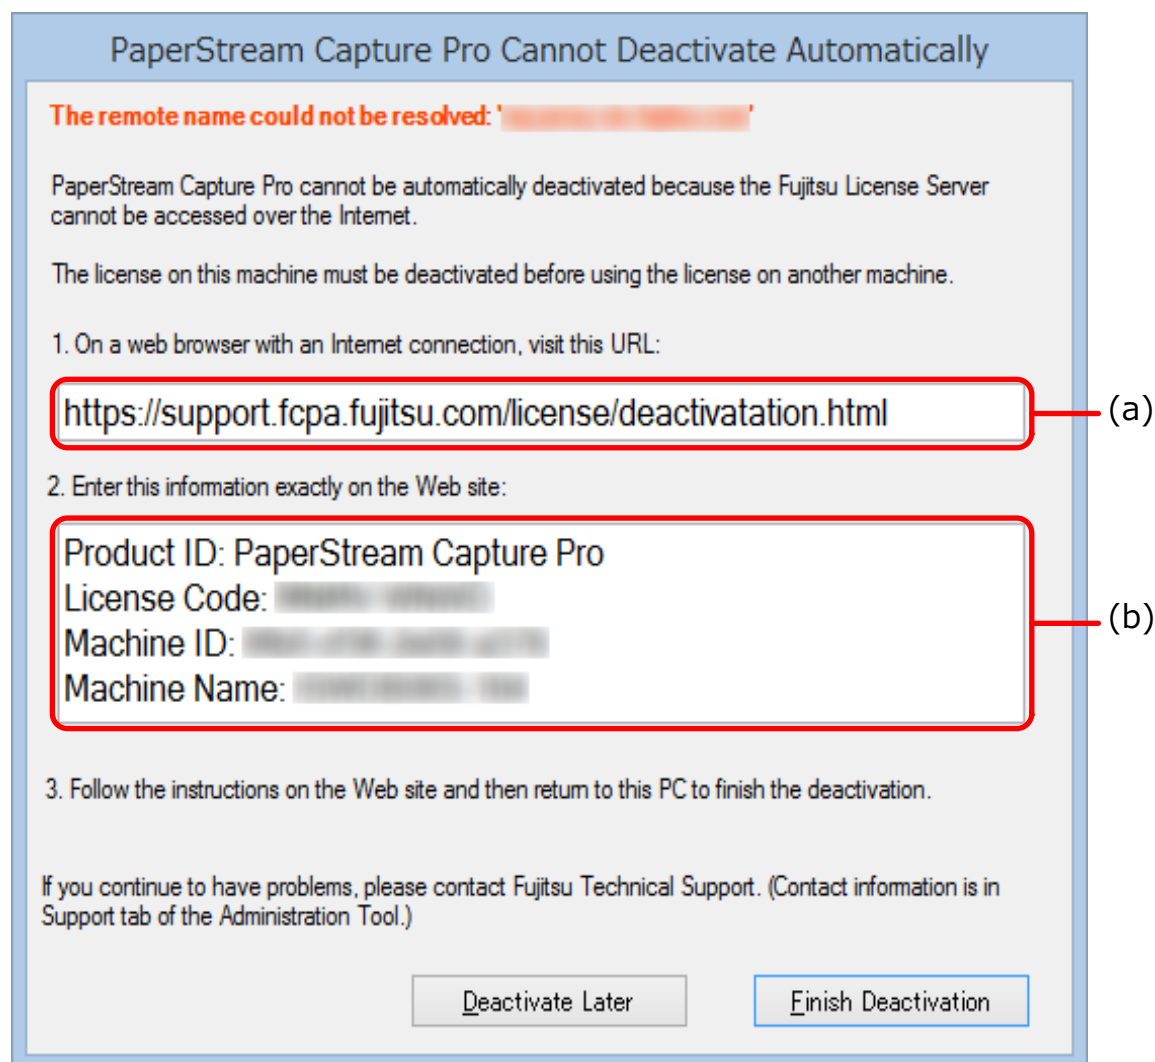 PaperStream Capture Pro Cannot Deactivate Automatically
The remote name could not be resolved: ' '
PaperStream Capture Pro cannot be automatically deactivated because the Fujitsu License Server
cannot be accessed over the Internet.
The license on this machine must be deactivated before using the license on another machine.
1. On a web browser with an Internet connection, visit this URL:
https://support.fcpa.fujitsu.com/license/deactivatation.html
(a)
2. Enter this information exactly on the Web site:
Product ID: PaperStream Capture Pro
License Code:
Machine ID:
Machine Name:
(b)
3. Follow the instructions on the Web site and then return to this PC to finish the deactivation.
If you continue to have problems, please contact Fujitsu Technical Support. (Contact information is in
Support tab of the Administration Tool.)
Deactivate Later
Finish Deactivation